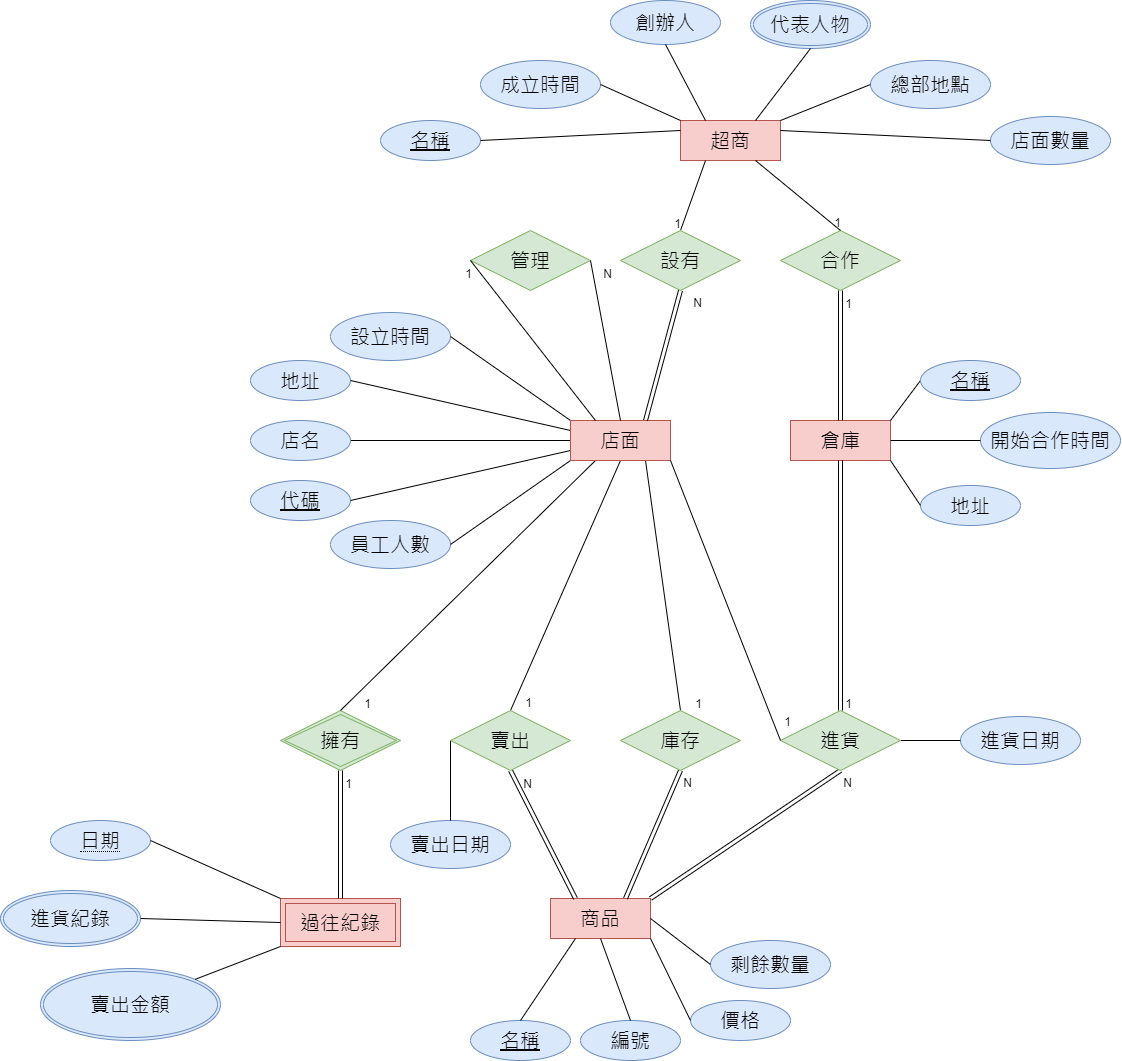 創辦人
代表人物
成立時間
總部地點
名稱
超商
店面數量
1
1
管理
設有
合作
1
N
N
1
設立時間
地址
名稱
店名
店面
倉庫
開始合作時間
代碼
地址
員工人數
1
1
1
1
1
擁有
賣出
庫存
進貨
進貨日期
1
N
N
N
日期
賣出日期
進貨紀錄
過往紀錄
商品
剩餘數量
賣出金額
名稱
編號
價格